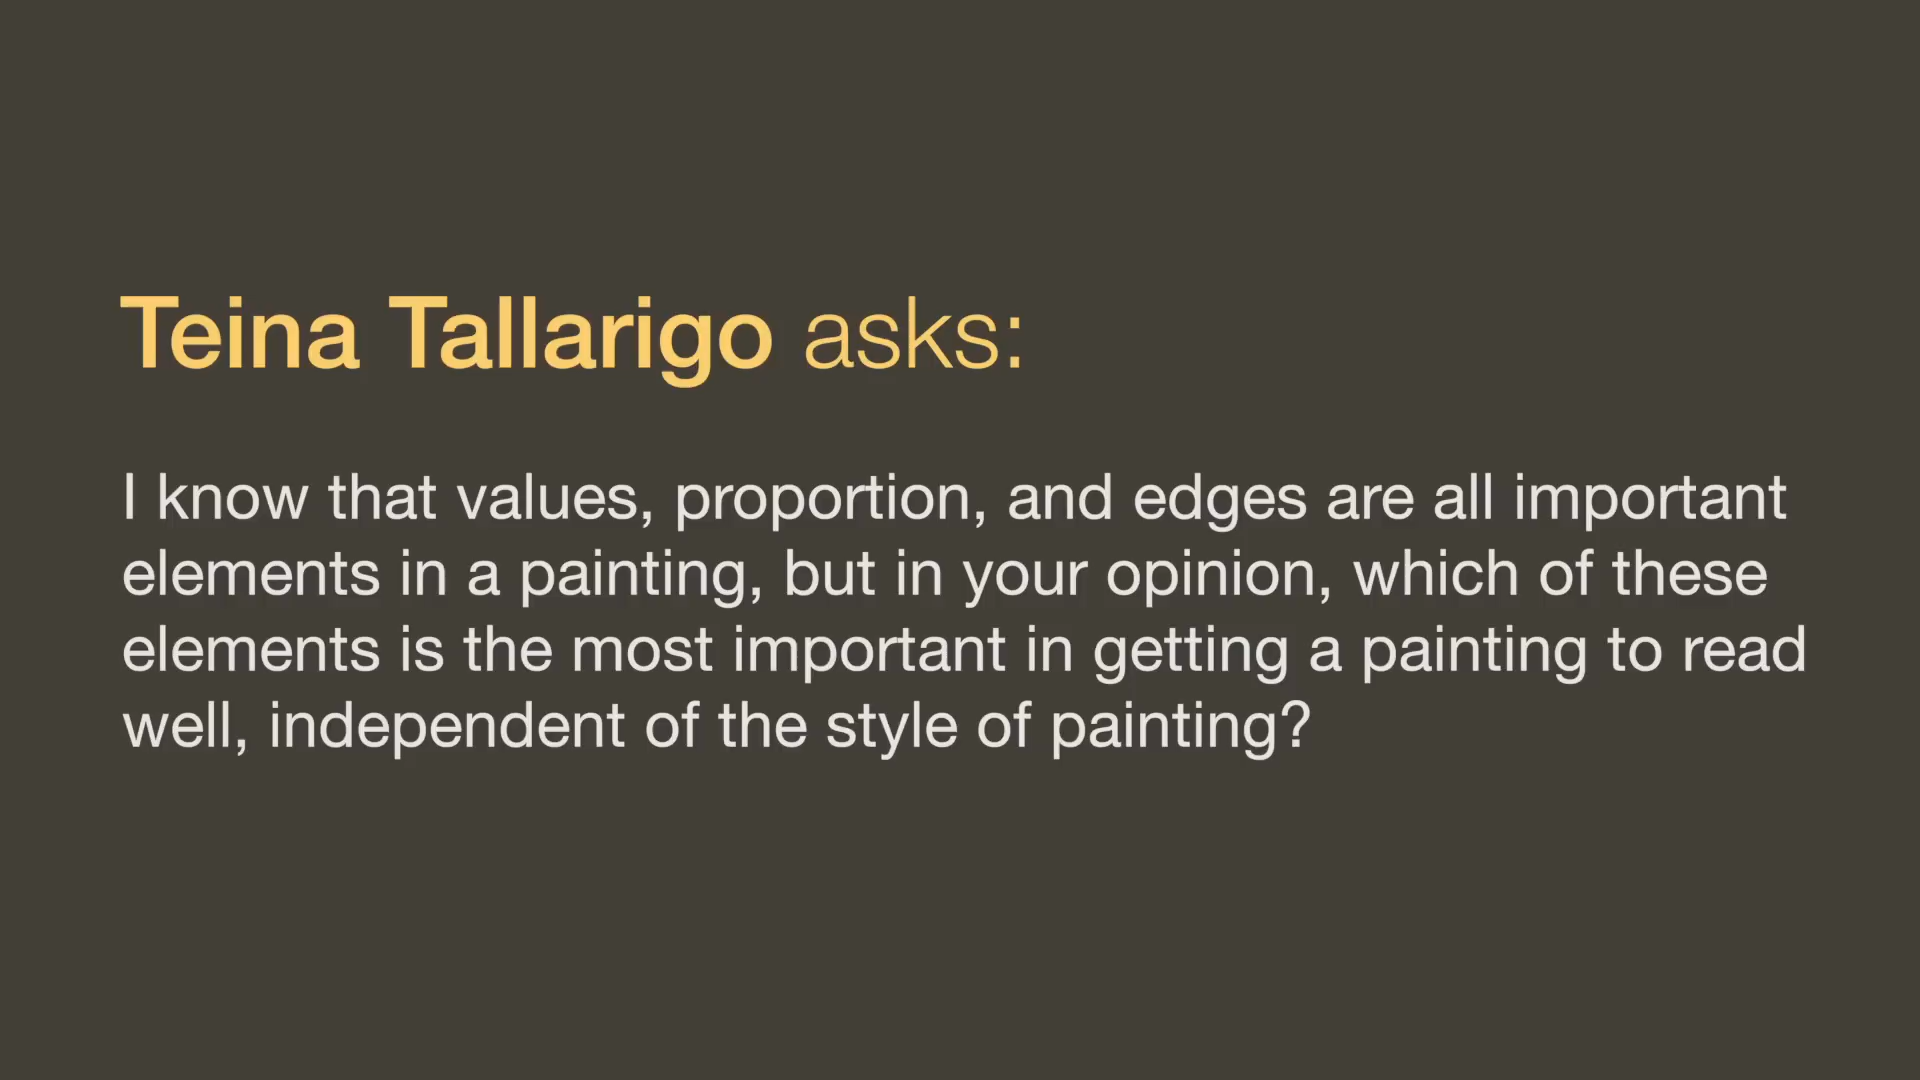 Teina Tallarigo asks:
I know that values, proportion, and edges are all important
elements in a painting, but in your opinion, which of these
elements is the most important in getting a painting to read
well, independent of the style of painting?